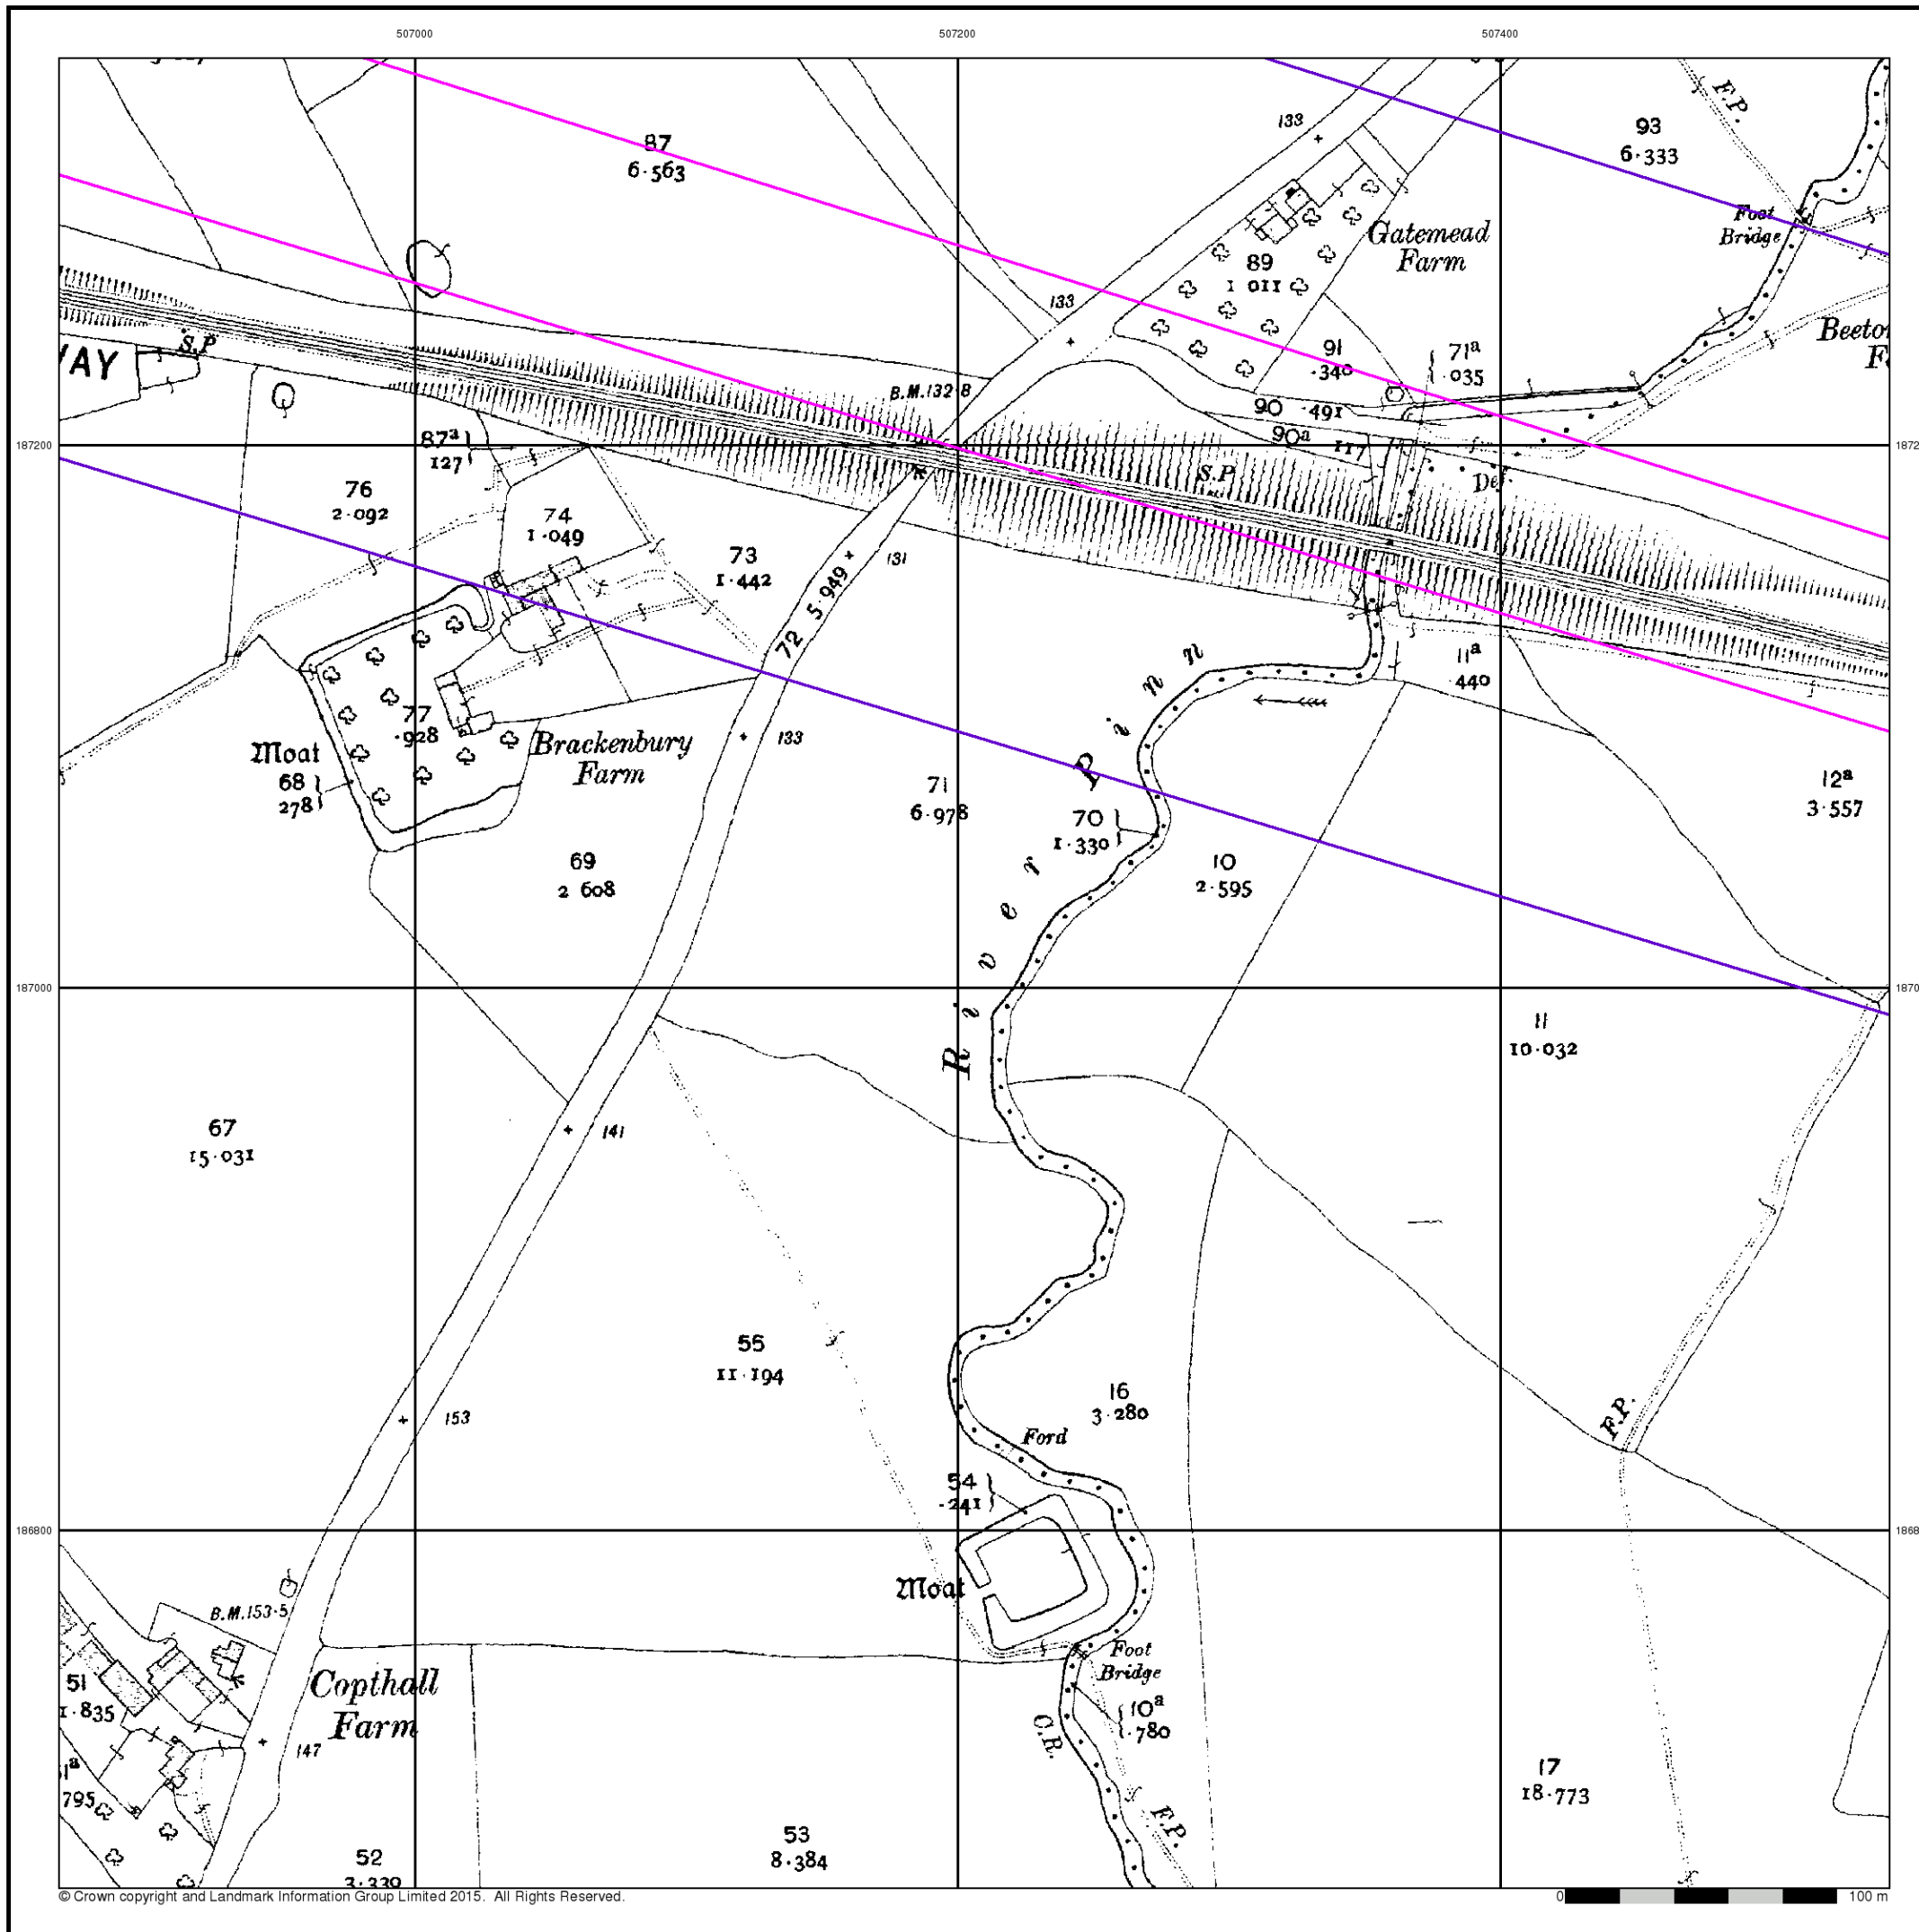 507000
507200
507400
133
F.P.
93
6·333
87
6·563
Foot
Bridge
Gatemead
Farm
89
1 011
133
S.P
WAY
B.M.132·8
91
·340
71ª
·035
90 ·491
90ª
117
187200
87ª
127
S.P
Def.
76
2·092
74
1·049
73
1·442
131
72 5·949
11ª
440
River Pinn
77
·928
Moat
68
278
Brackenbury
Farm
133
71
6·978
70
1·330
12ª
3·557
69
2 608
10
2·595
187000
11
10·032
67
15·031
141
55
11·194
153
16
3·280
F.P.
Ford
54
·241
186800
Moat
B.M.153·5
Foot
Bridge
Copthall
Farm
51
1·835
10ª
·780
C.R.
147
17
18·773
795
F.P.
53
8·384
52
3·339
© Crown copyright and Landmark Information Group Limited 2015. All Rights Reserved.
0 100 m